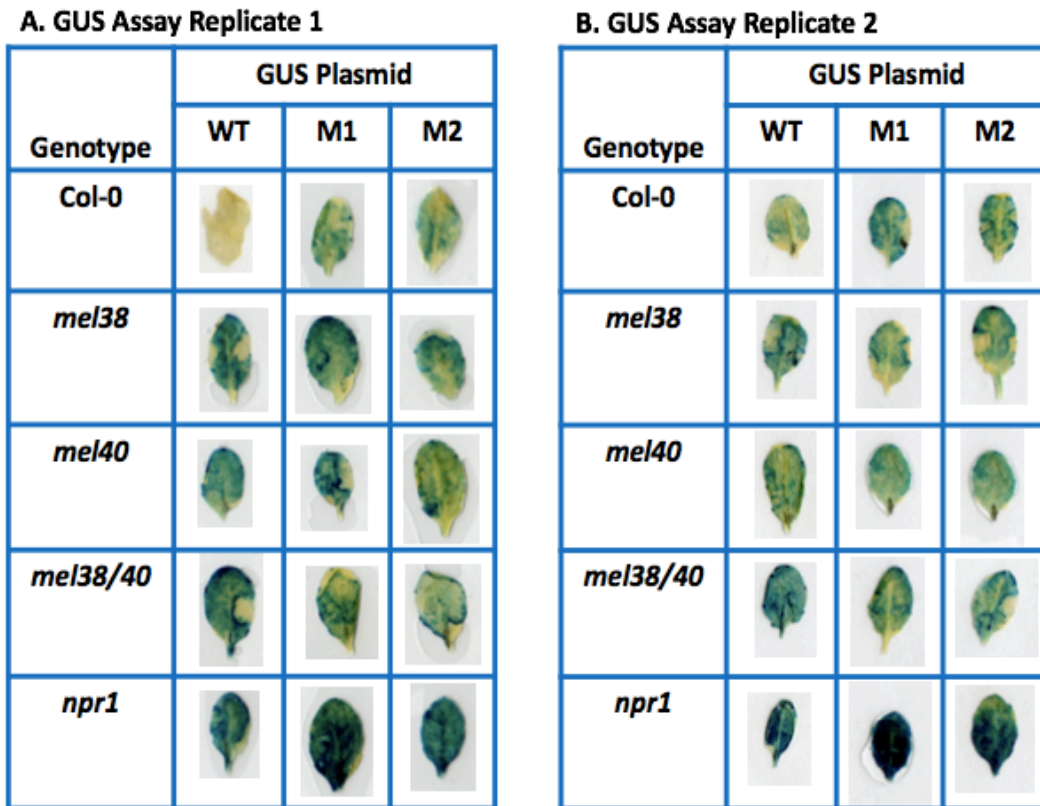 A. GUS Assay Replicate 1
GUS Plasmid
Genotype WT M1 M2
Col-0
mel38
mel40
mel38/40
npr1
B. GUS Assay Replicate 2
GUS Plasmid
Genotype WT M1 M2
Col-0
mel38
mel40
mel38/40
npr1